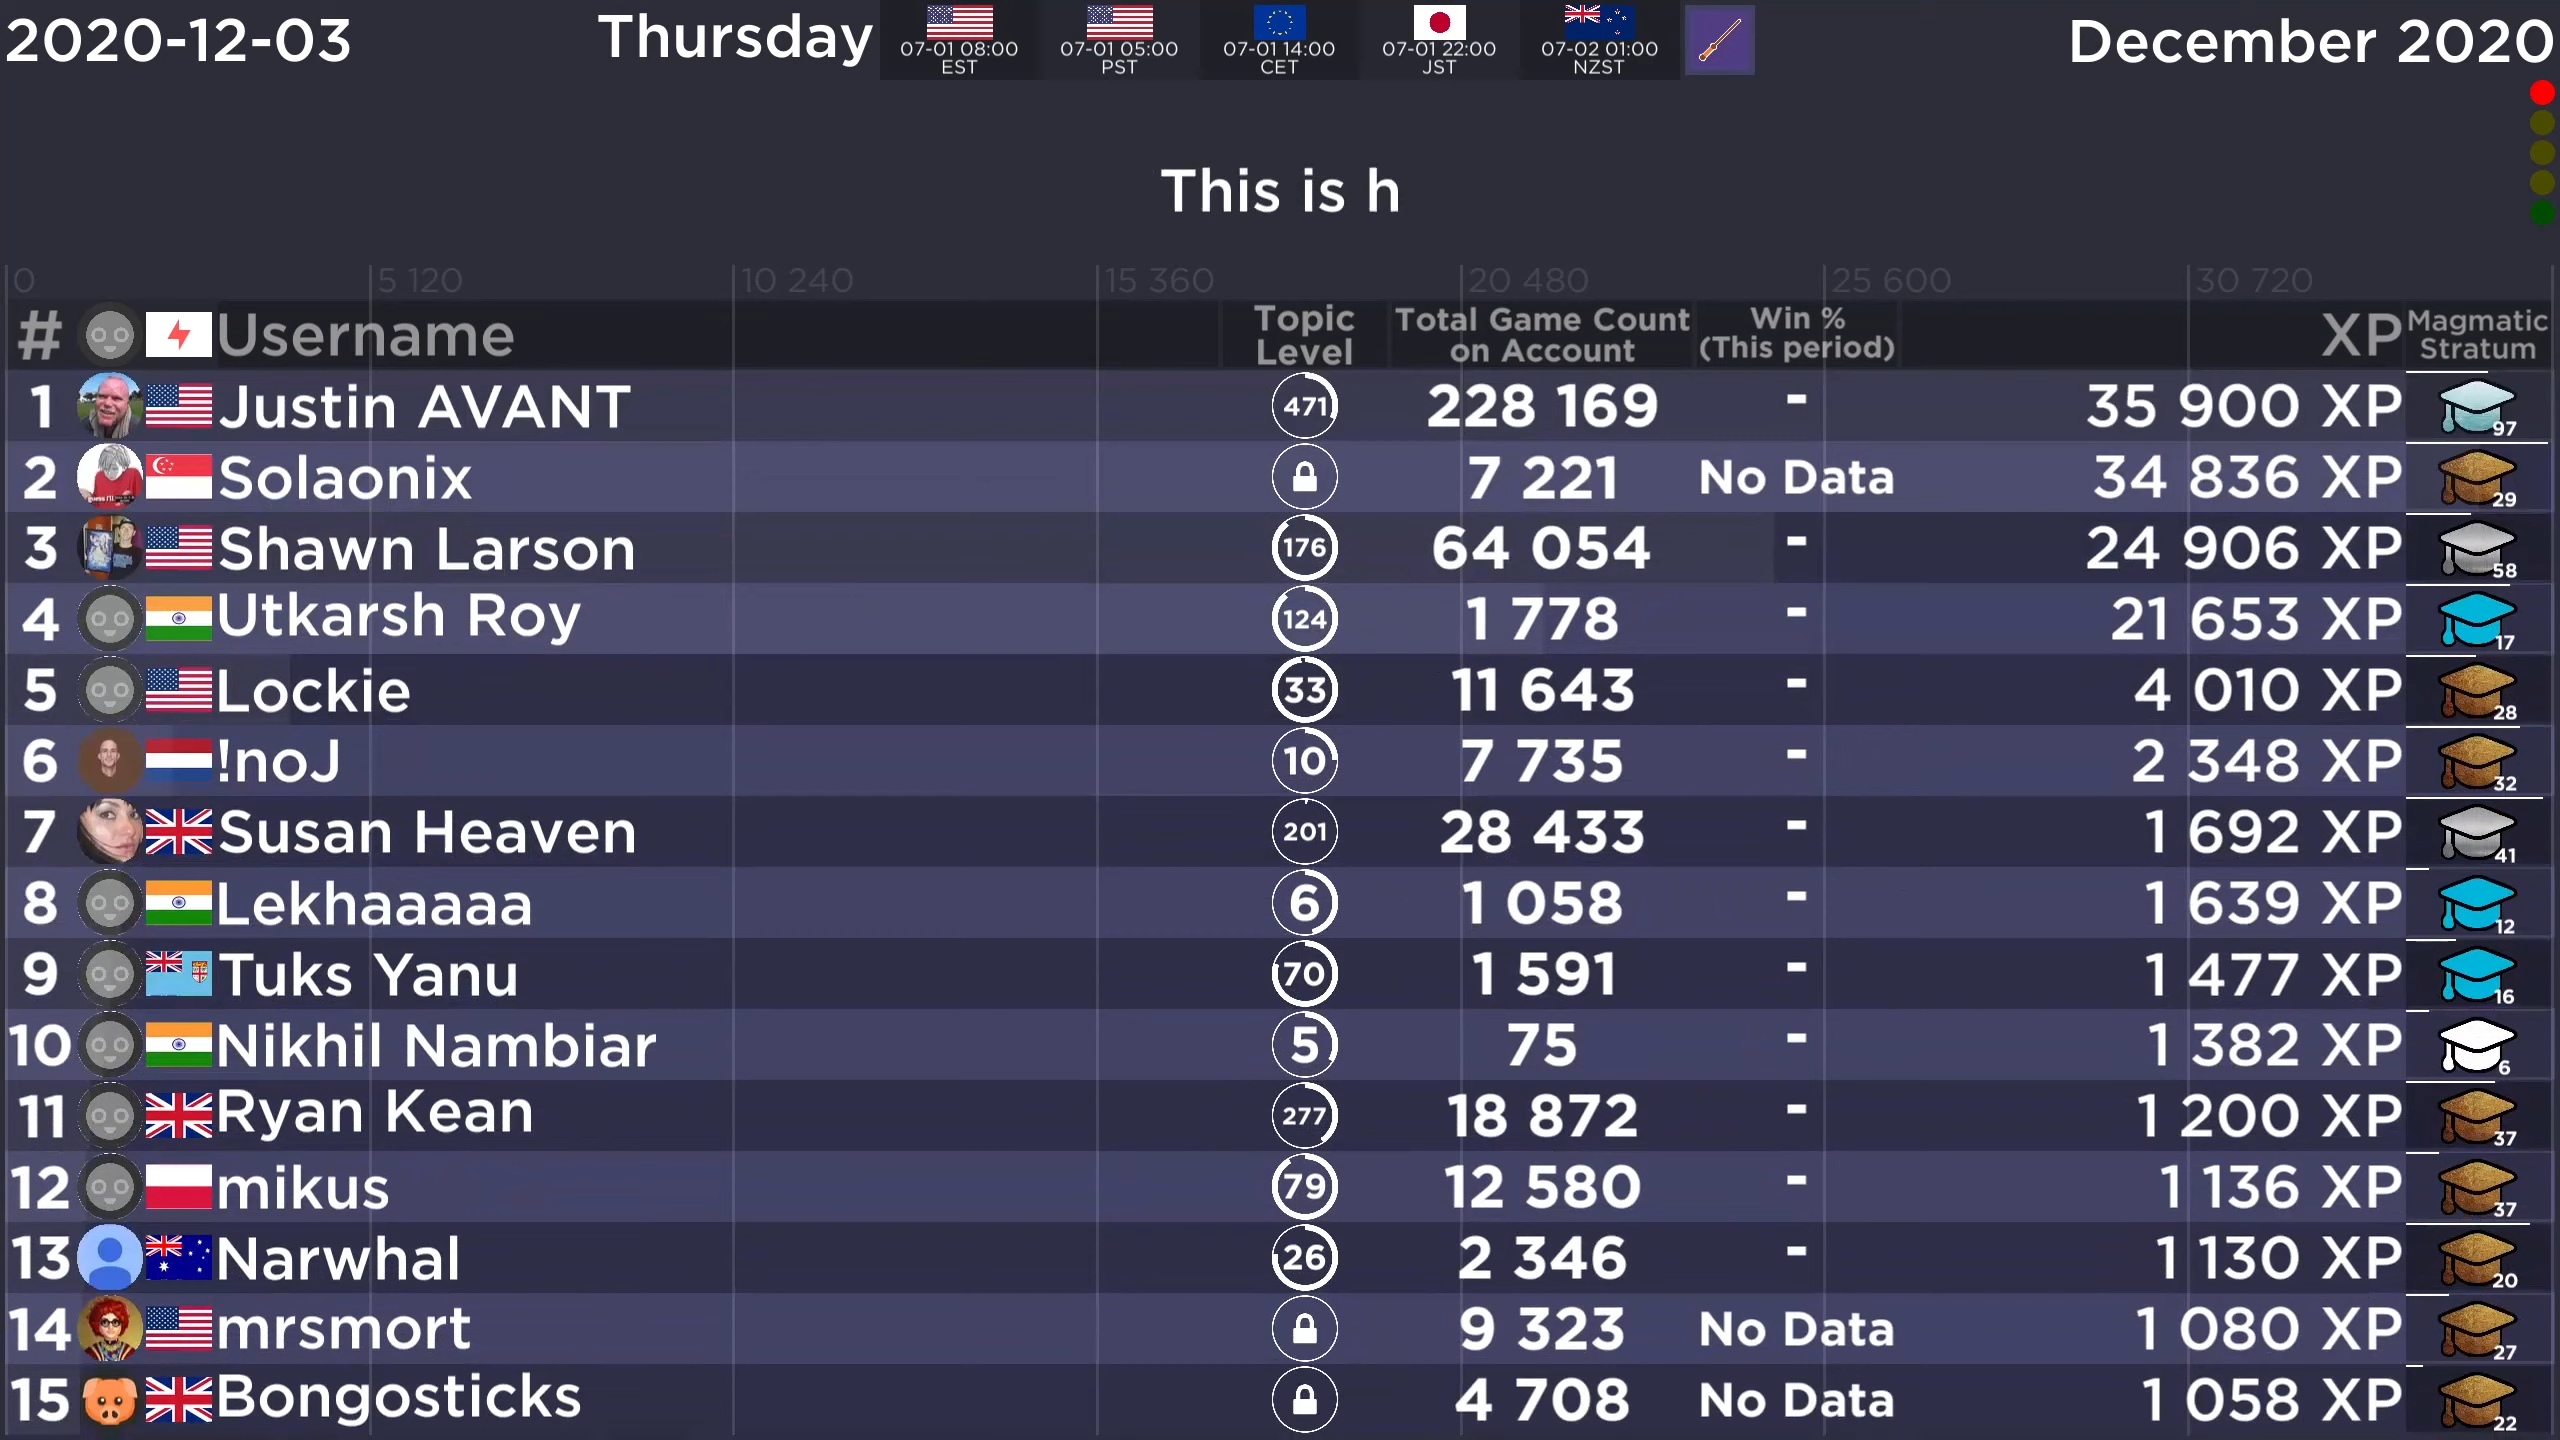 2020-12-03
Thursday
07-01 08:00
EST
07-01 05:00
PST
07-01 14:00
CET
07-01 22:00
JST
07-02 01:00
NZST
December 2020
This is h
0 5 120 10 240 15 360 20 480 25 600 30 720
# Username Topic Level Total Game Count on Account Win % (This period) XP Magmatic Stratum
1 Justin AVANT 471 228 169 - 35 900 XP 97
2 Solaonix 7 221 No Data 34 836 XP 29
3 Shawn Larson 176 64 054 - 24 906 XP 58
4 Utkarsh Roy 124 1 778 - 21 653 XP 17
5 Lockie 33 11 643 - 4 010 XP 28
6 !noJ 10 7 735 - 2 348 XP 32
7 Susan Heaven 201 28 433 - 1 692 XP 41
8 Lekhaaaaa 6 1 058 - 1 639 XP 12
9 Tuks Yanu 70 1 591 - 1 477 XP 16
10 Nikhil Nambiar 5 75 - 1 382 XP 6
11 Ryan Kean 277 18 872 - 1 200 XP 37
12 mikus 79 12 580 - 1 136 XP 37
13 Narwhal 26 2 346 - 1 130 XP 20
14 mrsmort 9 323 No Data 1 080 XP 27
15 Bongosticks 4 708 No Data 1 058 XP 22